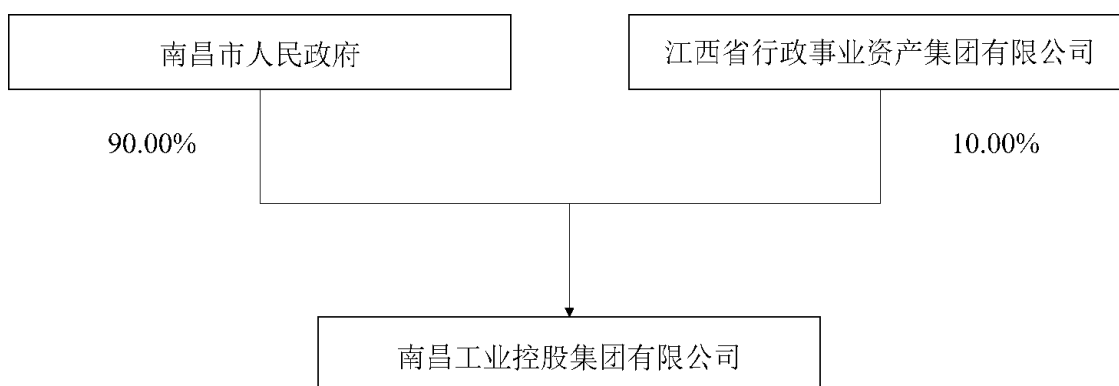 南昌市人民政府
江西省行政事业资产集团有限公司
90.00%
10.00%
南昌工业控股集团有限公司